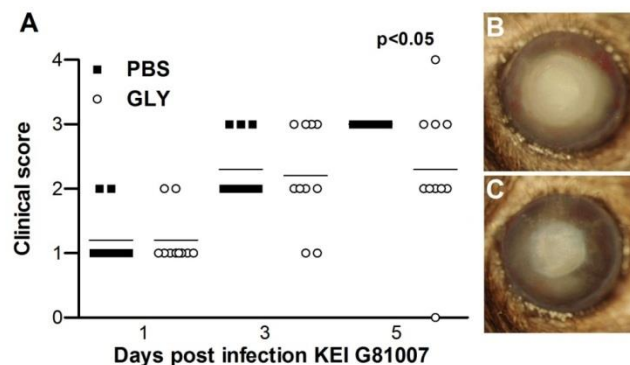 A
p<0.05
B
4
PBS
GLY
3
Clinical score
2
C
1
0
1 3 5
Days post infection KEI G81007